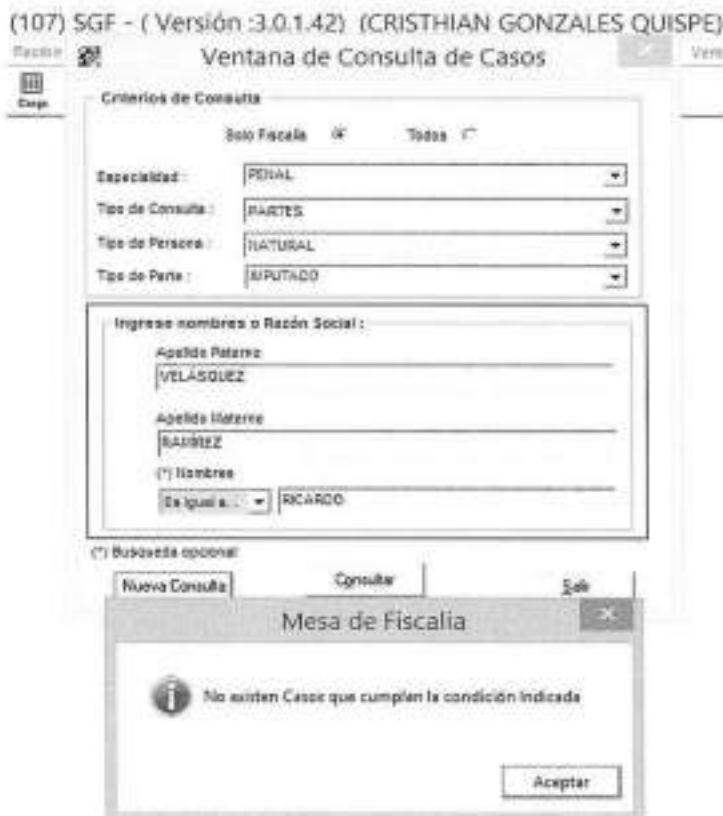 (107) SGF - ( Versión :3.0.1.42) (CRISTHIAN GONZALES QUISPE)
Ventana de Consulta de Casos
Carga
Criterios de Consulta
Solo Fiscalía Todos
Especialidad : PENAL
Tipo de Consulta : PARTES
Tipo de Persona : NATURAL
Tipo de Parte : IMPUTADO
Ingrese nombres o Razón Social :
Apellido Paterno
VELÁSQUEZ
Apellido Materno
RAMÍREZ
(*) Nombres
Es igual a... RICARDO
(*) Busqueda opcional
Nueva Consulta Consultar Salir
Mesa de Fiscalia
No existen Casos que cumplan la condición Indicada
Aceptar